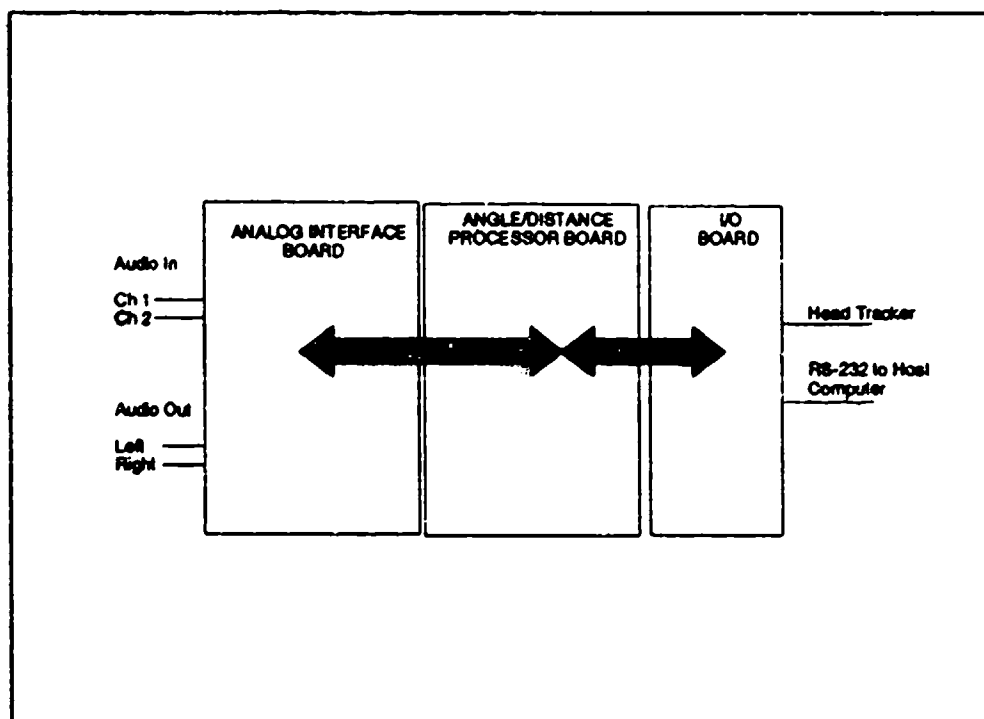 ANALOG INTERFACE
BOARD
ANGLE/DISTANCE
PROCESSOR BOARD
I/O
BOARD
Audio In
Ch 1
Ch 2
Audio Out
Left
Right
Head Tracker
RS-232 to Host
Computer